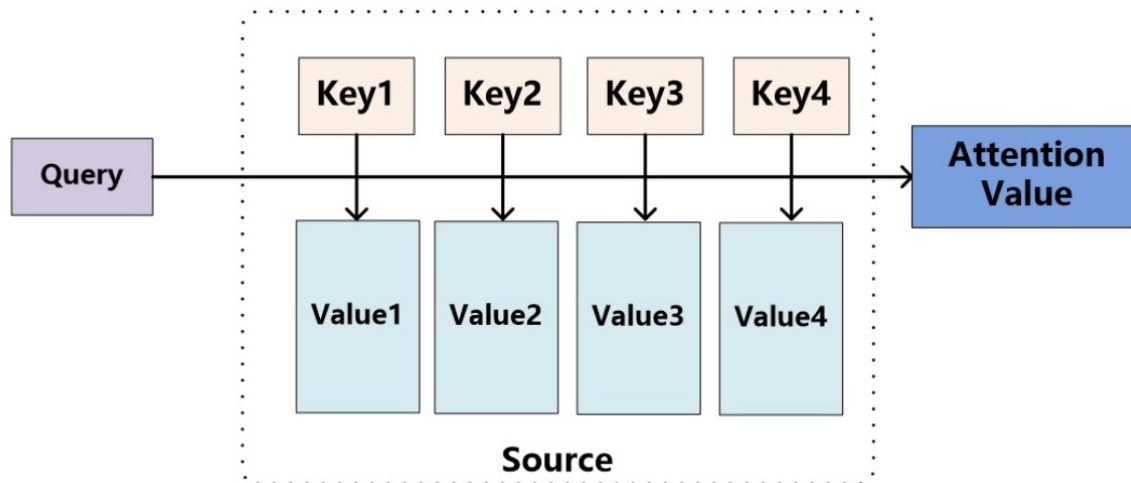 Key1 Key2 Key3 Key4
Query
Attention
Value
Value1 Value2 Value3 Value4
Source